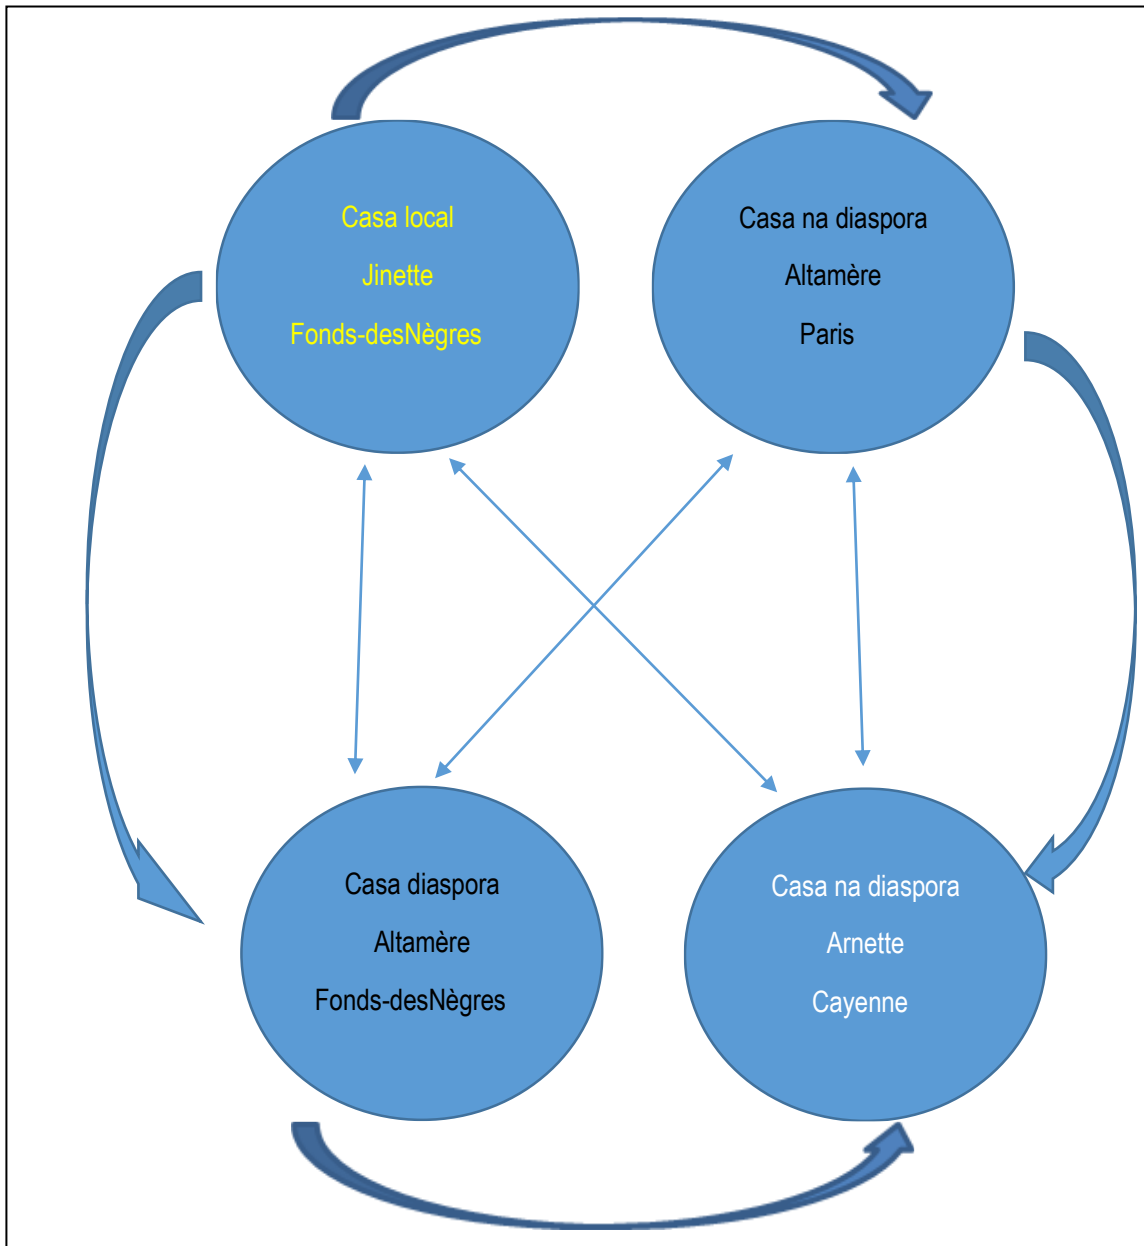 Casa local
Jinette
Fonds-desNègres
Casa na diaspora
Altamère
Paris
Casa diaspora
Altamère
Fonds-desNègres
Casa na diaspora
Arnette
Cayenne